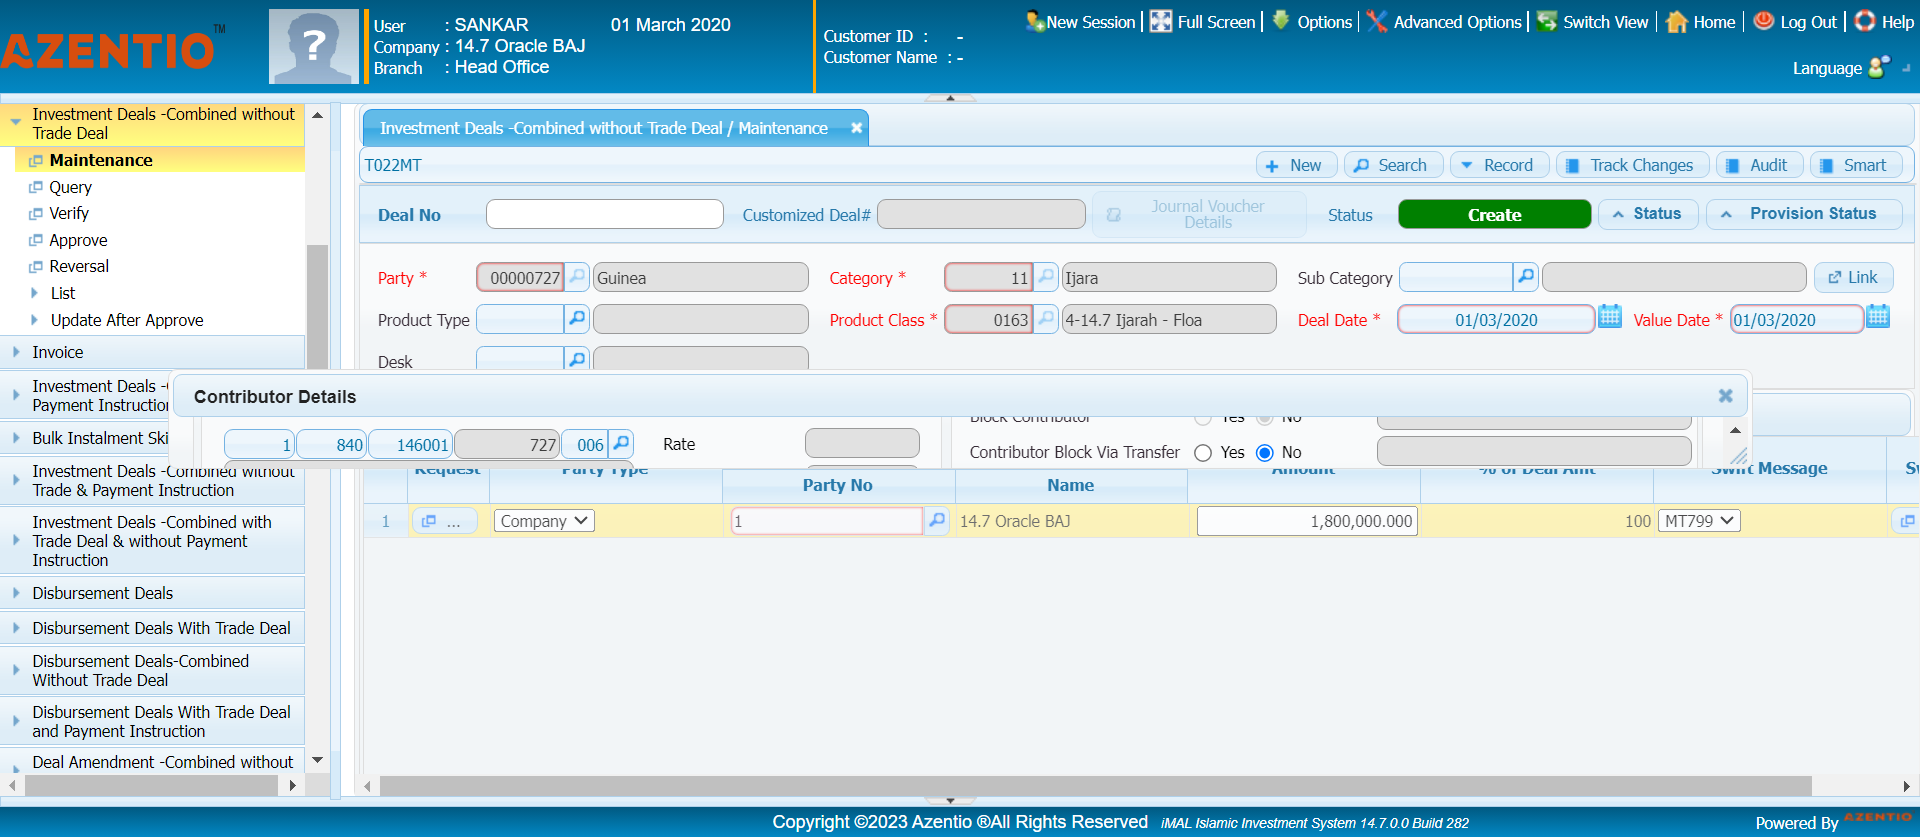 AZENTIO TM
?
User : SANKAR 01 March 2020
Company : 14.7 Oracle BAJ
Branch : Head Office
Customer ID : -
Customer Name : -
New Session Full Screen Options Advanced Options Switch View Home Log Out Help
Language
Investment Deals -Combined without
Trade Deal
Maintenance
Query
Verify
Approve
Reversal
List
Update After Approve
Invoice
Investment Deals -
Payment Instruction
Bulk Instalment Ski
Investment Deals -Combined without
Trade & Payment Instruction
Investment Deals -Combined with
Trade Deal & without Payment
Instruction
Disbursement Deals
Disbursement Deals With Trade Deal
Disbursement Deals-Combined
Without Trade Deal
Disbursement Deals With Trade Deal
and Payment Instruction
Deal Amendment -Combined without
Investment Deals -Combined without Trade Deal / Maintenance
T022MT New Search Record Track Changes Audit Smart
Deal No Customized Deal# Journal Voucher
Details Status Create Status Provision Status
Party * 00000727 Guinea Category * 11 Ijara Sub Category Link
Product Type Product Class * 0163 4-14.7 Ijarah - Floa Deal Date * 01/03/2020 Value Date * 01/03/2020
Desk
Contributor Details
Block Contributor Yes No
1 840 146001 727 006 Rate
Contributor Block Via Transfer Yes No
Request Party Type Party No Name Amount % of Deal Amt Swift Message
1 ... Company 1 14.7 Oracle BAJ 1,800,000.000 100 MT799
Copyright ©2023 Azentio ®All Rights Reserved iMAL Islamic Investment System 14.7.0.0 Build 282
Powered By AZENTIO